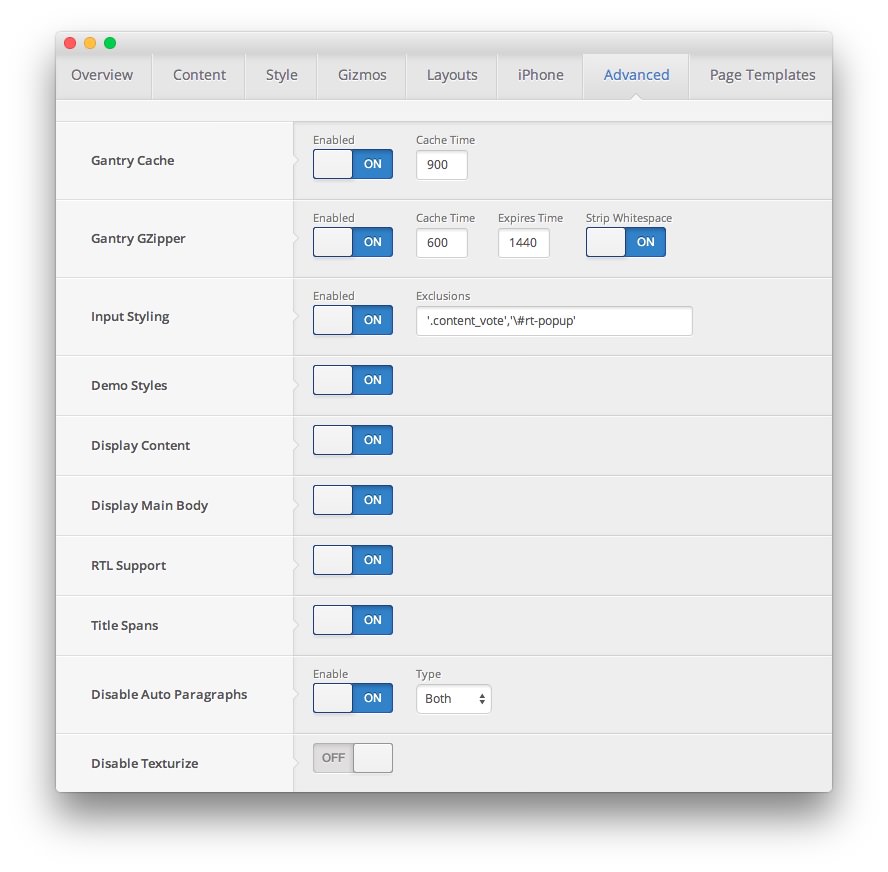 Overview Content Style Gizmos Layouts iPhone Advanced Page Templates
Gantry Cache
Enabled Cache Time
ON 900
Gantry GZipper
Enabled Cache Time Expires Time Strip Whitespace
ON 600 1440 ON
Input Styling
Enabled Exclusions
ON '.content_vote','\#rt-popup'
Demo Styles ON
Display Content ON
Display Main Body ON
RTL Support ON
Title Spans ON
Disable Auto Paragraphs
Enable Type
ON Both
Disable Texturize OFF